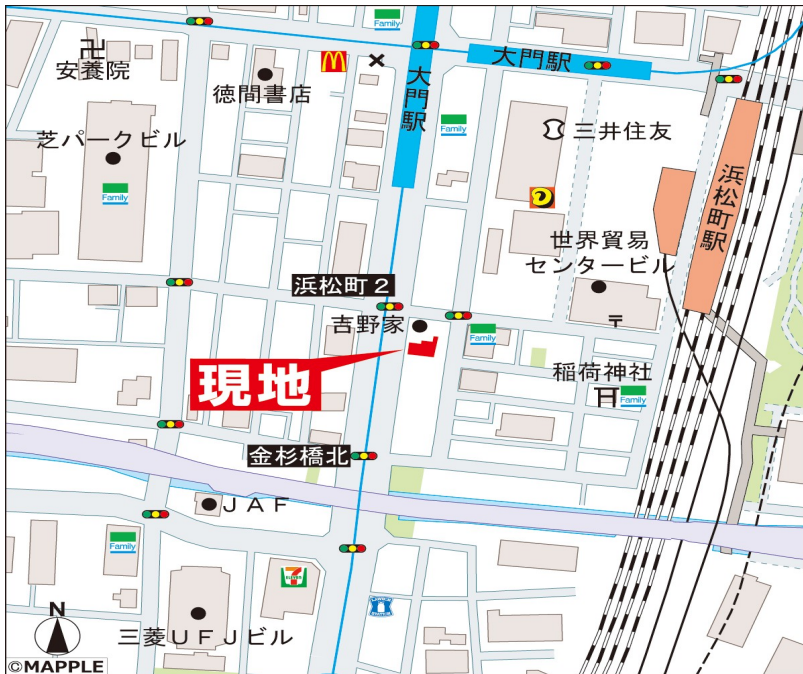 Family
卍
安養院
徳間書店
大門駅
大門駅
Family
三井住友
芝パークビル
Family
浜松町駅
世界貿易
センタービル
浜松町2
吉野家
〒
Family
現地
稲荷神社
Family
金杉橋北
JAF
Family
7
ELEVEN
三菱UFJビル
N
©MAPPLE